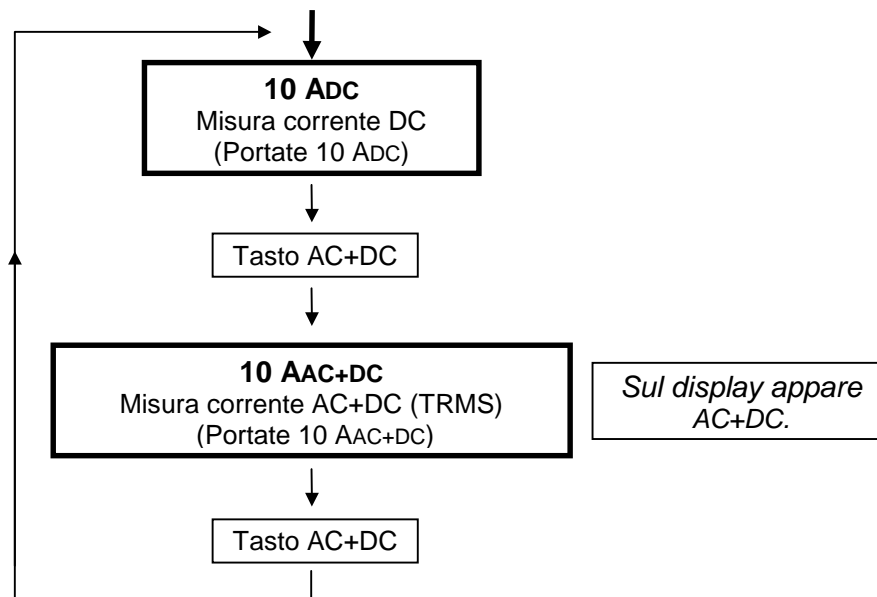 10 ADC
Misura corrente DC
(Portate 10 ADC)
Tasto AC+DC
10 AAC+DC
Misura corrente AC+DC (TRMS)
(Portate 10 AAC+DC)
Sul display appare
AC+DC.
Tasto AC+DC